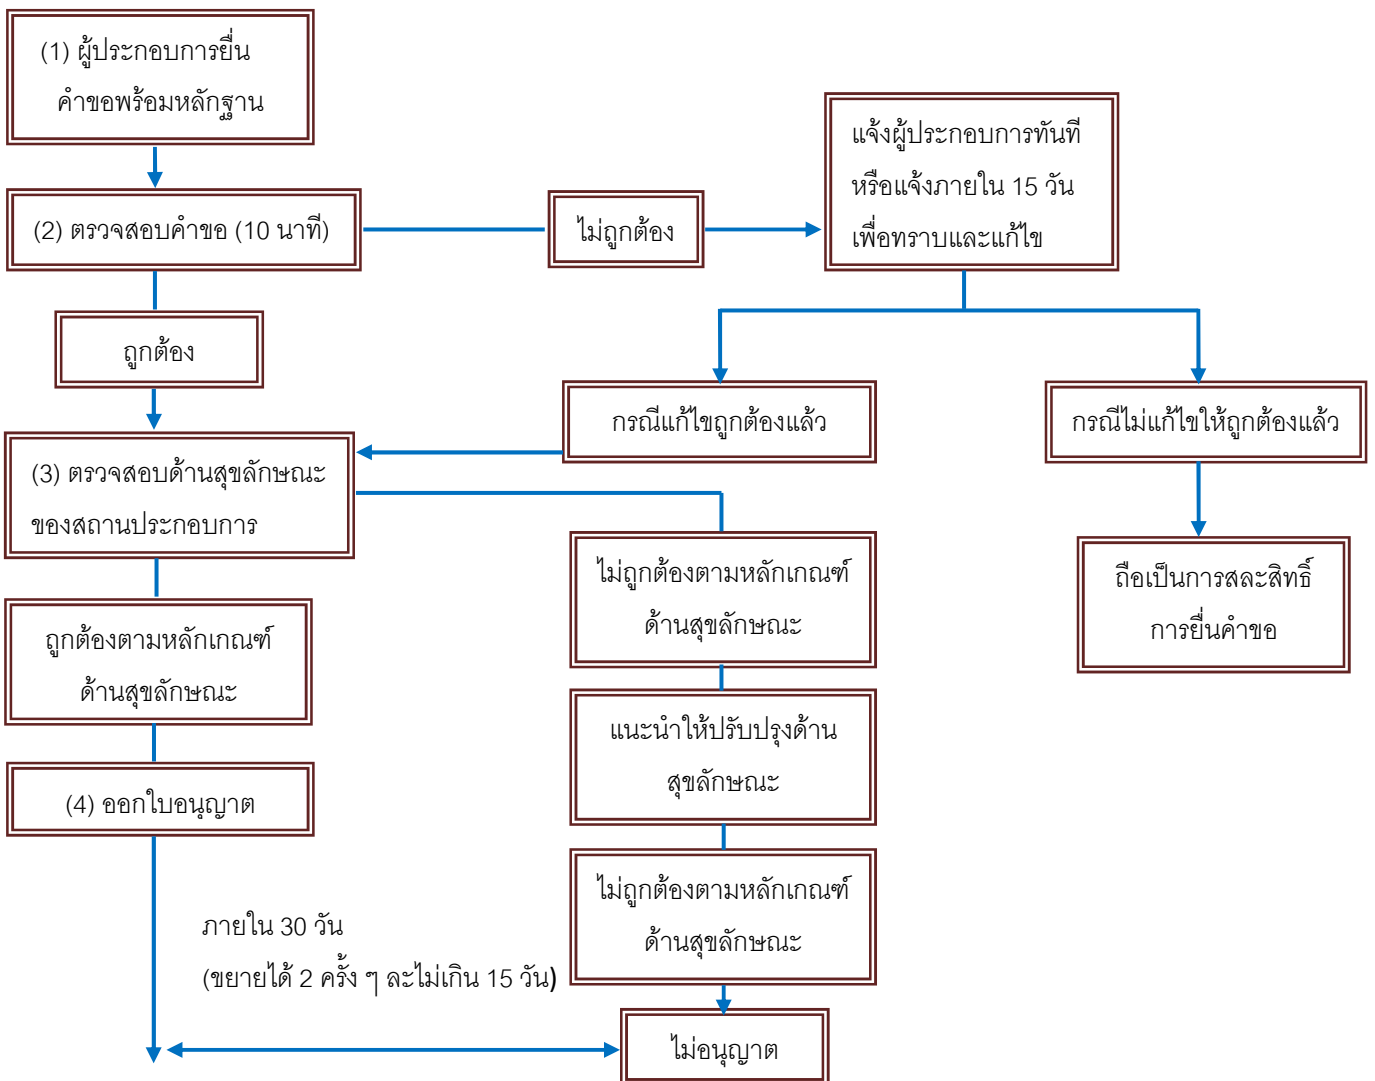 (1) ผู้ประกอบการยื่น
คำขอพร้อมหลักฐาน
แจ้งผู้ประกอบการทันที
หรือแจ้งภายใน 15 วัน
เพื่อทราบและแก้ไข
(2) ตรวจสอบคำขอ (10 นาที)
ไม่ถูกต้อง
ถูกต้อง
กรณีแก้ไขถูกต้องแล้ว
กรณีไม่แก้ไขให้ถูกต้องแล้ว
(3) ตรวจสอบด้านสุขลักษณะ
ของสถานประกอบการ
ไม่ถูกต้องตามหลักเกณฑ์
ด้านสุขลักษณะ
ถือเป็นการสละสิทธิ์
การยื่นคำขอ
ถูกต้องตามหลักเกณฑ์
ด้านสุขลักษณะ
แนะนำให้ปรับปรุงด้าน
สุขลักษณะ
(4) ออกใบอนุญาต
ไม่ถูกต้องตามหลักเกณฑ์
ด้านสุขลักษณะ
ภายใน 30 วัน
(ขยายได้ 2 ครั้ง ๆ ละไม่เกิน 15 วัน)
ไม่อนุญาต